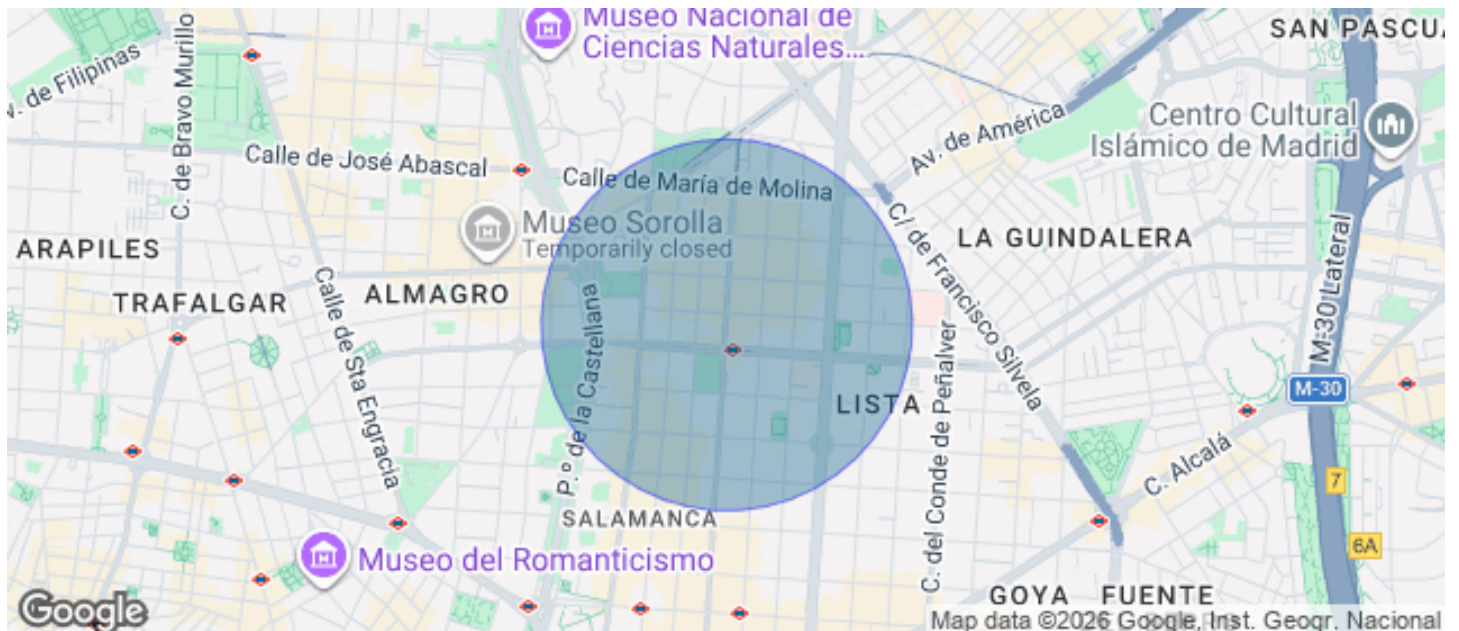 Museo Nacional de
Ciencias Naturales...
SAN PASCUA
v. de Filipinas
C. de Bravo Murillo
Centro Cultural
Islámico de Madrid
Av. de América
Calle de José Abascal
Calle de María de Molina
Museo Sorolla
Temporarily closed
C/ de Francisco Silvela
LA GUINDALERA
ARAPILES
TRAFALGAR
ALMAGRO
Calle de Sta Engracia
P.º de la Castellana
M-30 Lateral
M-30
C. del Conde de Peñalver
LISTA
C. Alcalá
7
SALAMANCA
6A
Museo del Romanticismo
GOYA
FUENTE
Google
Map data ©2026 Google, Inst. Geogr. Nacional